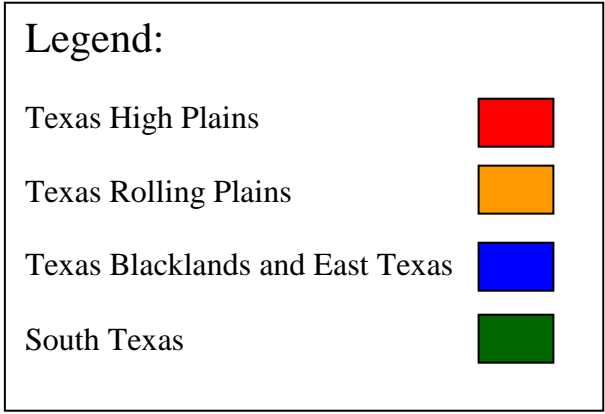 Legend:
Texas High Plains
Texas Rolling Plains
Texas Blacklands and East Texas
South Texas